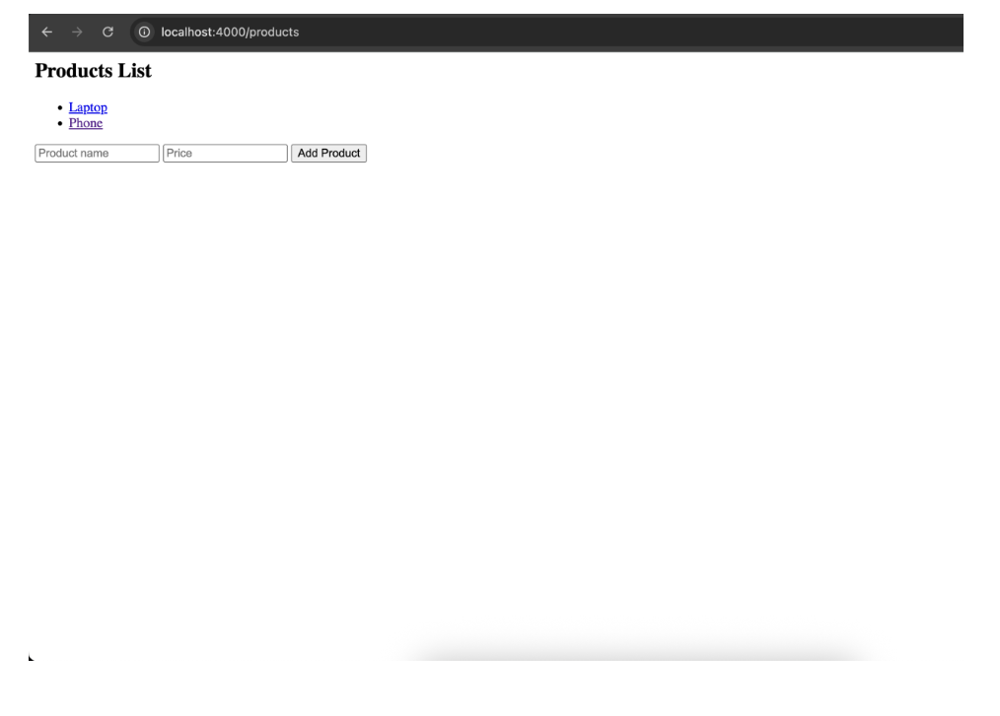 localhost:4000/products
Products List
Laptop
Phone
Product name Price Add Product